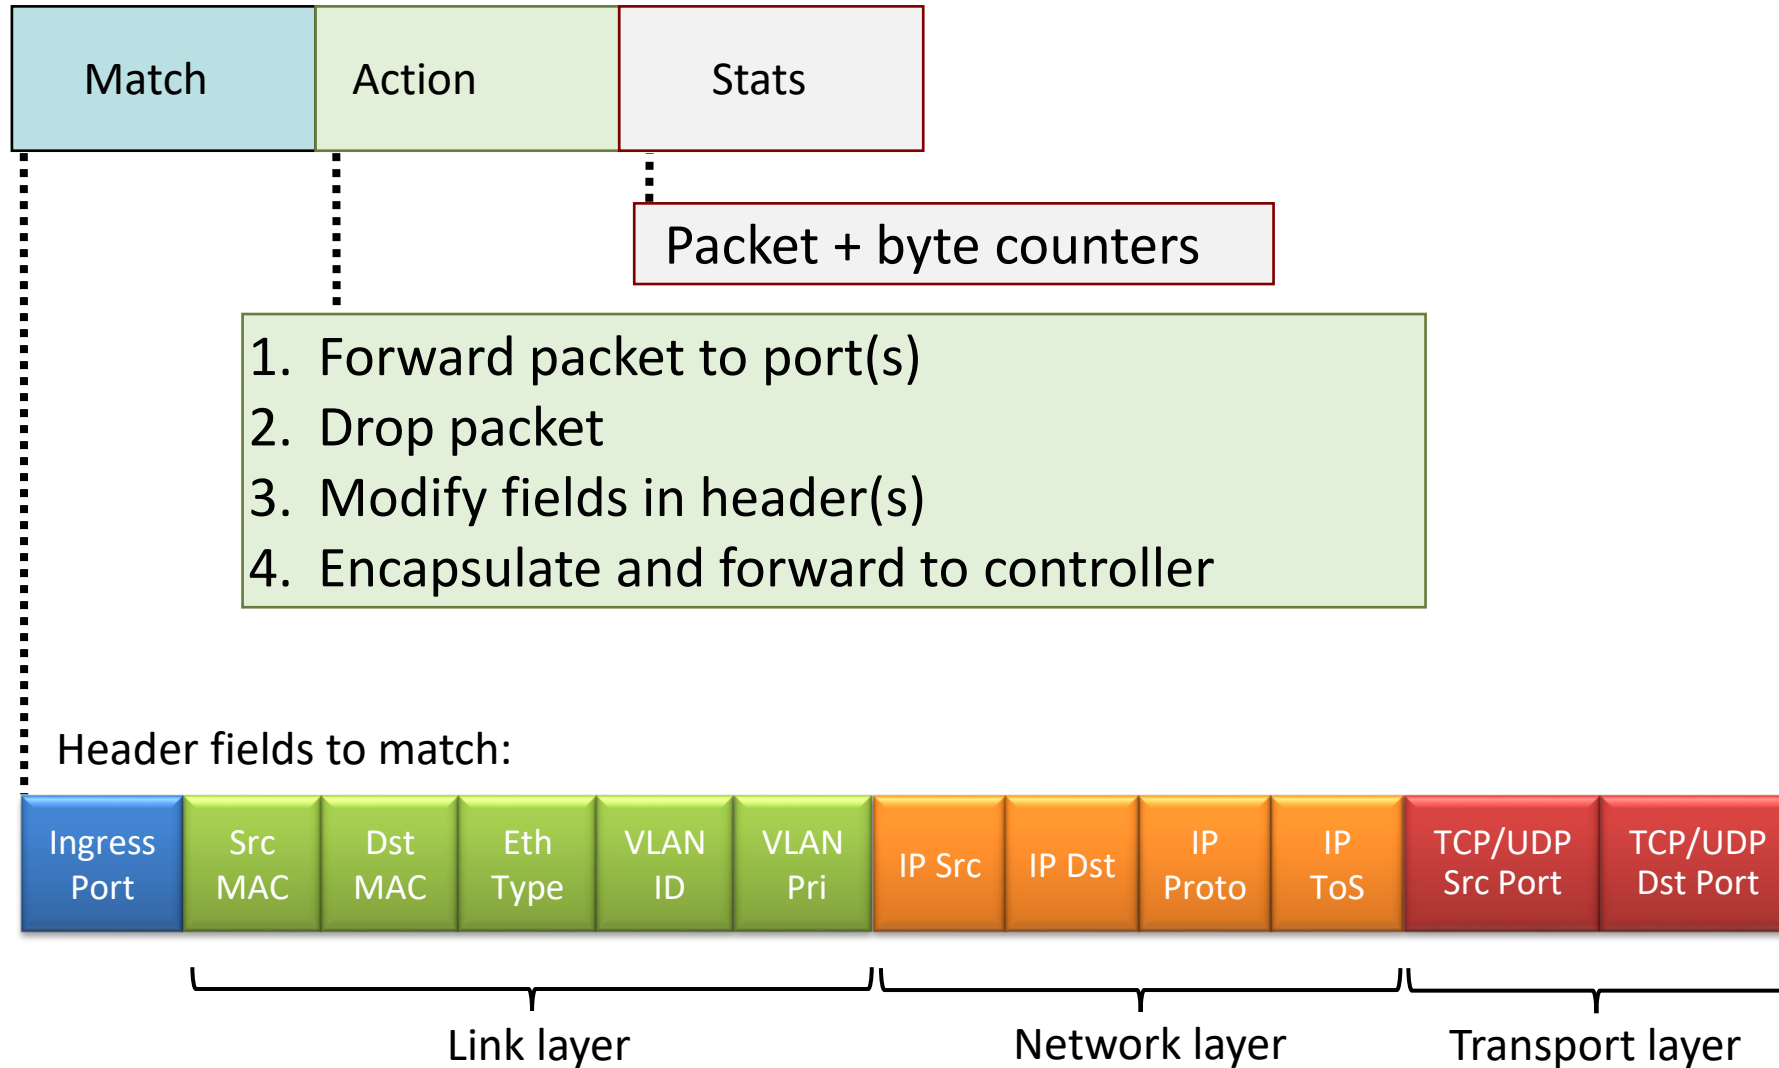 Match
Action
Stats
Packet + byte counters
1. Forward packet to port(s)
2. Drop packet
3. Modify fields in header(s)
4. Encapsulate and forward to controller
Header fields to match:
Ingress
Port
Src
MAC
Dst
MAC
Eth
Type
VLAN
ID
VLAN
Pri
IP Src
IP Dst
IP
Proto
IP
ToS
TCP/UDP
Src Port
TCP/UDP
Dst Port
Link layer
Network layer
Transport layer